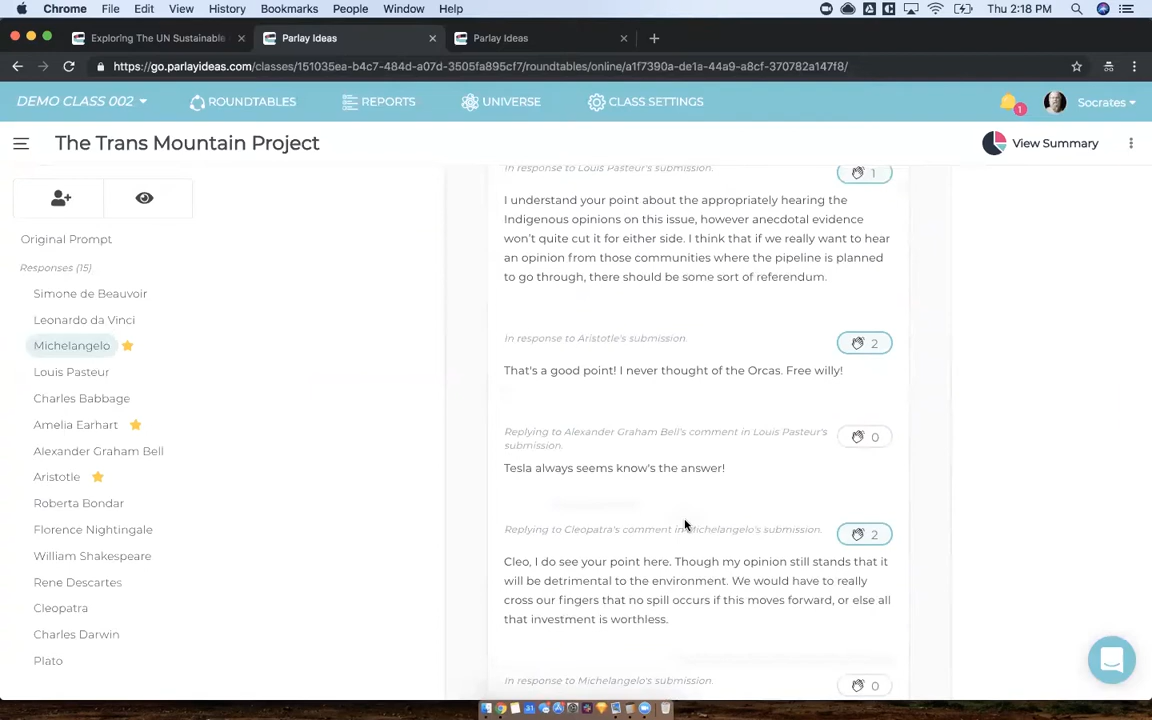 Chrome File Edit View History Bookmarks People Window Help Thu 2:18 PM
Exploring The UN Sustainable × Parlay Ideas × Parlay Ideas × +
https://go.parlayideas.com/classes/151035ea-b4c7-484d-a07d-3505fa895cf7/roundtables/online/a1f7390a-de1a-44a9-a8cf-370782a147f8/
DEMO CLASS 002 ROUNDTABLES REPORTS UNIVERSE CLASS SETTINGS 1 Socrates
The Trans Mountain Project View Summary
Original Prompt
Responses (15)
Simone de Beauvoir
Leonardo da Vinci
Michelangelo
Louis Pasteur
Charles Babbage
Amelia Earhart
Alexander Graham Bell
Aristotle
Roberta Bondar
Florence Nightingale
William Shakespeare
Rene Descartes
Cleopatra
Charles Darwin
Plato
In response to Louis Pasteur's submission.
1
I understand your point about the appropriately hearing the
Indigenous opinions on this issue, however anecdotal evidence
won't quite cut it for either side. I think that if we really want to hear
an opinion from those communities where the pipeline is planned
to go through, there should be some sort of referendum.
In response to Aristotle's submission.
2
That's a good point! I never thought of the Orcas. Free willy!
Replying to Alexander Graham Bell's comment in Louis Pasteur's
submission.
0
Tesla always seems know's the answer!
Replying to Cleopatra's comment in Michelangelo's submission.
2
Cleo, I do see your point here. Though my opinion still stands that it
will be detrimental to the environment. We would have to really
cross our fingers that no spill occurs if this moves forward, or else all
that investment is worthless.
In response to Michelangelo's submission.
0